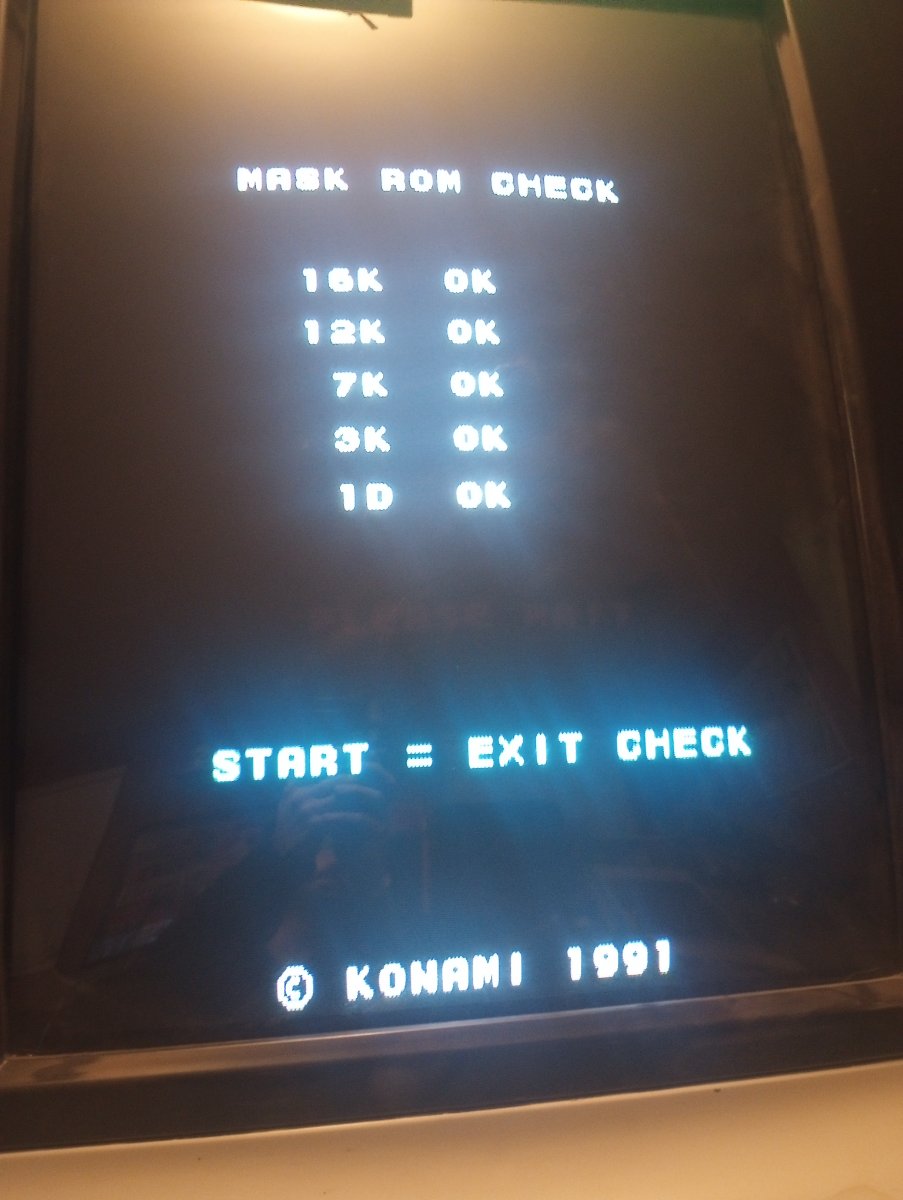 MASK ROM CHECK
16K OK
12K OK
7K OK
3K OK
1D OK
START = EXIT CHECK
© KONAMI 1991